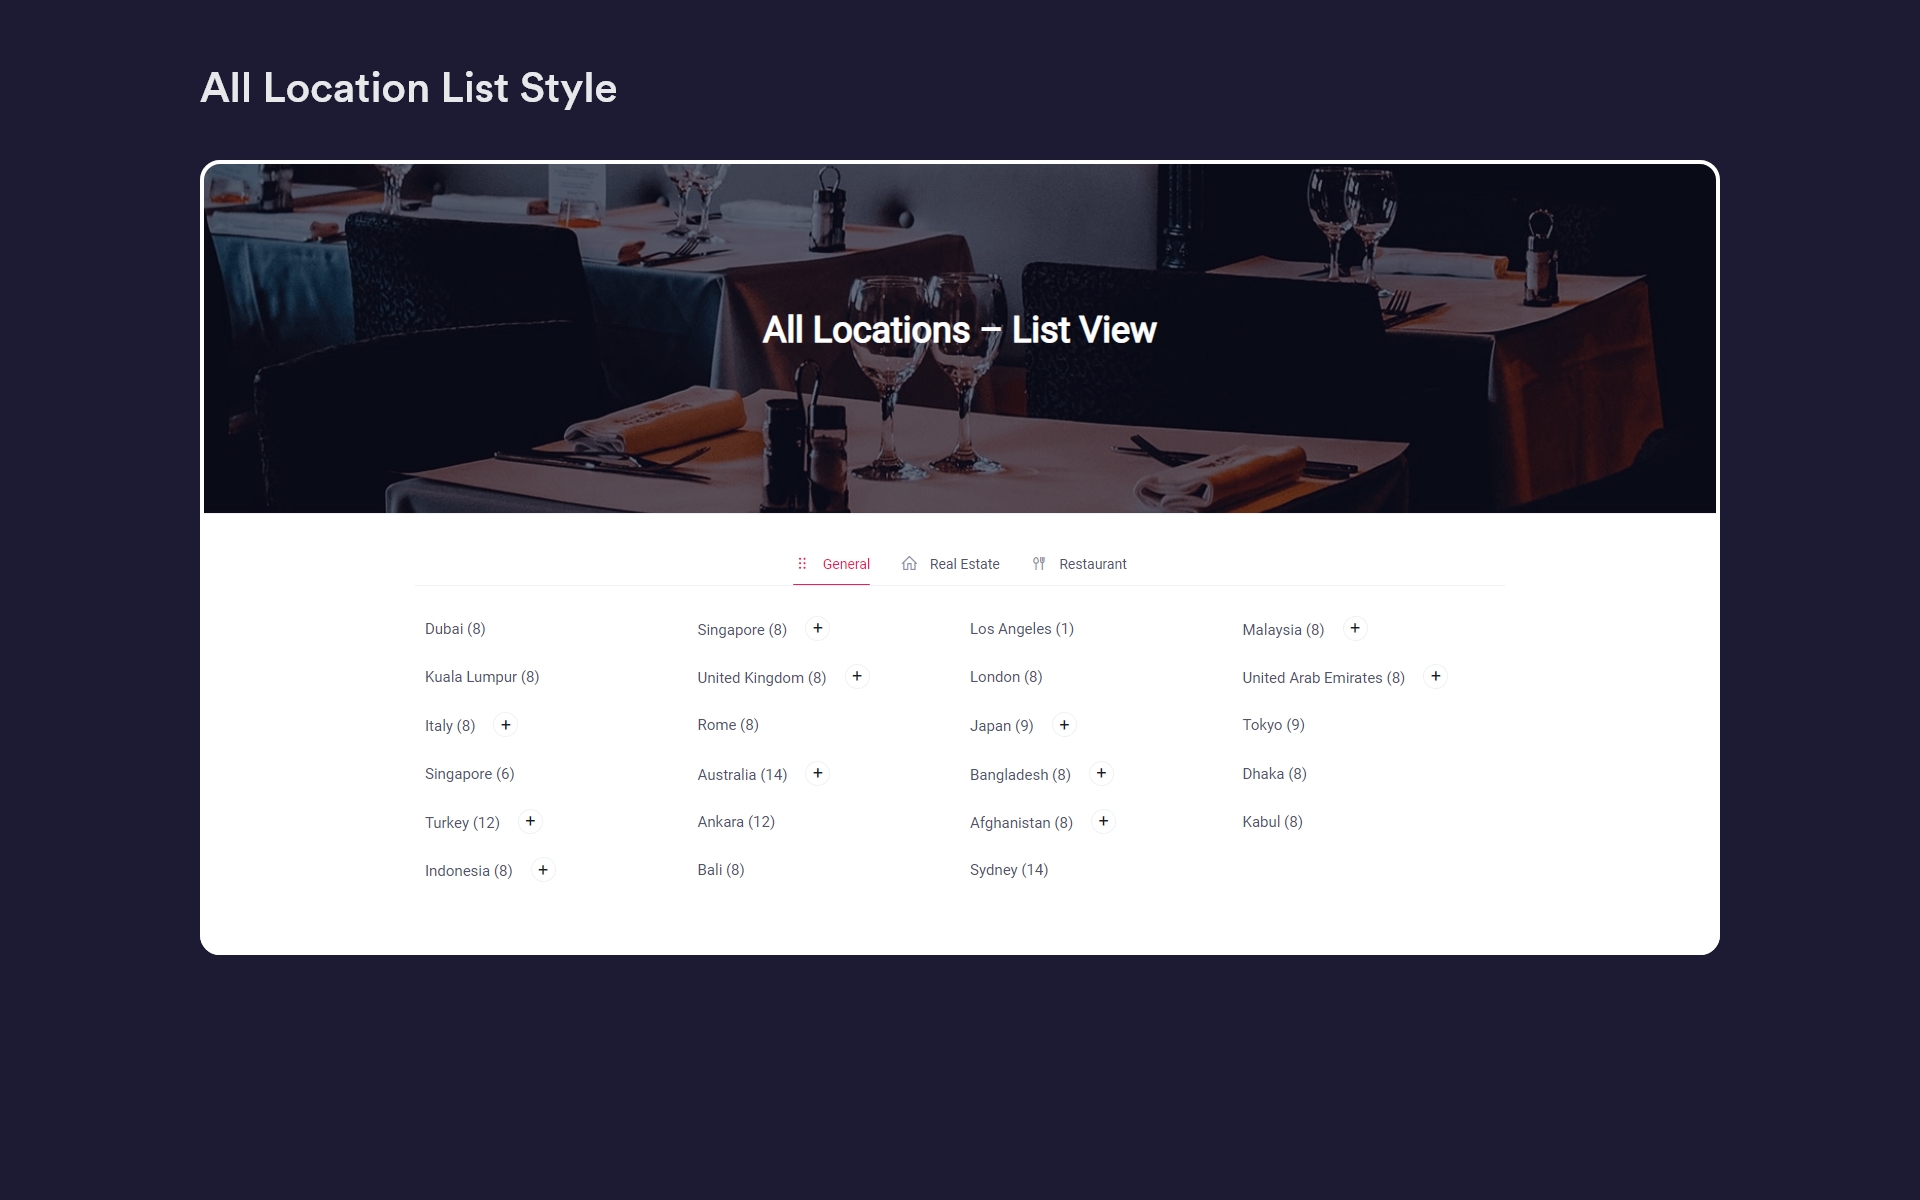 All Location List Style
All Locations – List View
General Real Estate Restaurant
Dubai (8) Singapore (8) + Los Angeles (1) Malaysia (8) +
Kuala Lumpur (8) United Kingdom (8) + London (8) United Arab Emirates (8) +
Italy (8) + Rome (8) Japan (9) + Tokyo (9)
Singapore (6) Australia (14) + Bangladesh (8) + Dhaka (8)
Turkey (12) + Ankara (12) Afghanistan (8) + Kabul (8)
Indonesia (8) + Bali (8) Sydney (14)